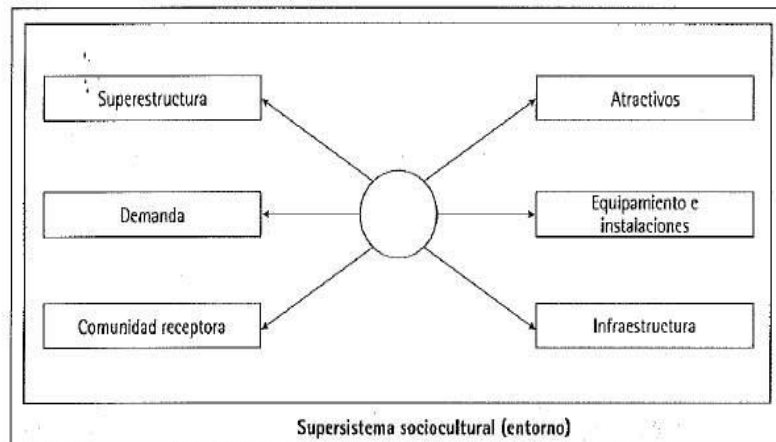 Superestructura
Atractivos
Demanda
Equipamiento e
instalaciones
Comunidad receptora
Infraestructura
Supersistema sociocultural (entorno)